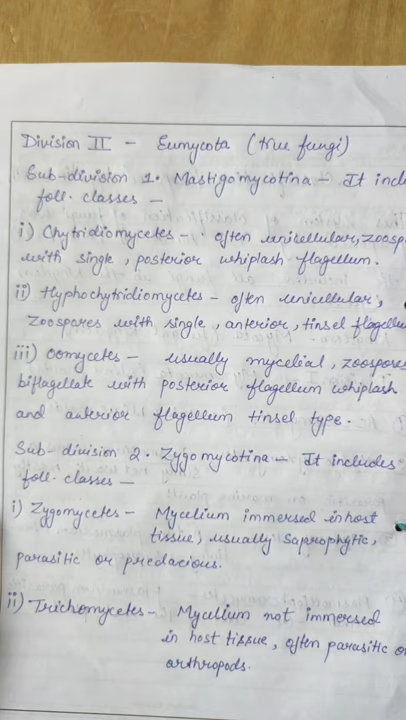 Division II - Eumycota (true fungi)
Sub-division 1. Mastigomycotina - It inclu
foll. classes -
i) Chytridiomycetes - often unicellular, zoosp
with single, posterior whiplash flagellum.
ii) Hyphochytridiomycetes - often unicellular,
zoospores with single, anterior, tinsel flagellu
iii) Oomycetes - usually mycelial, zoospores
biflagellate with posterior flagellum whiplash
and anterior flagellum tinsel type.
Sub-division 2. Zygomycotina - It includes
foll. classes -
i) Zygomycetes - Mycelium immersed in host
tissue; usually saprophytic,
parasitic or predacious.
ii) Trichomycetes - Mycelium not immersed
in host tissue, often parasitic o
arthropods.